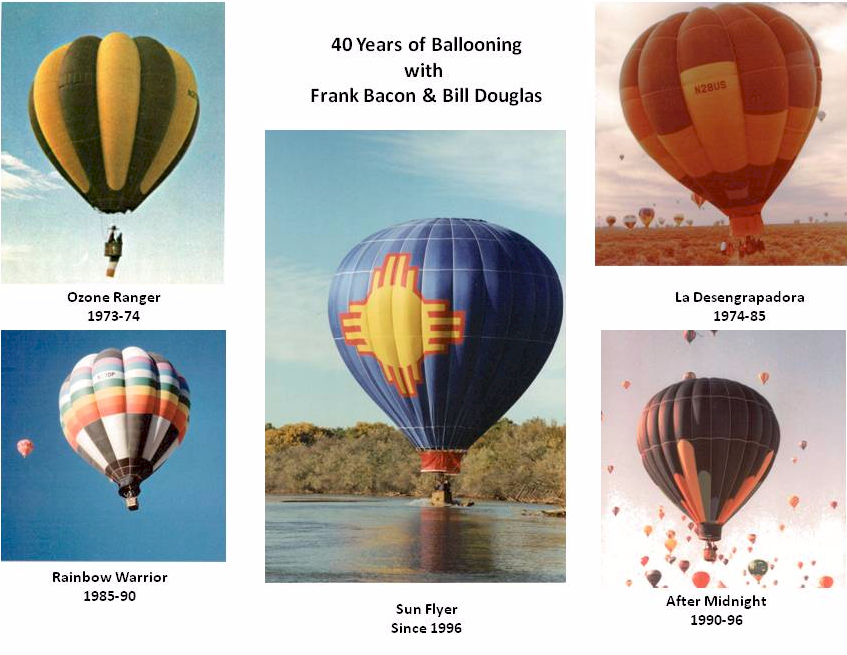 40 Years of Ballooning
with
Frank Bacon & Bill Douglas
N28US
Ozone Ranger
1973-74
La Desengrapadora
1974-85
Rainbow Warrior
1985-90
Sun Flyer
Since 1996
After Midnight
1990-96